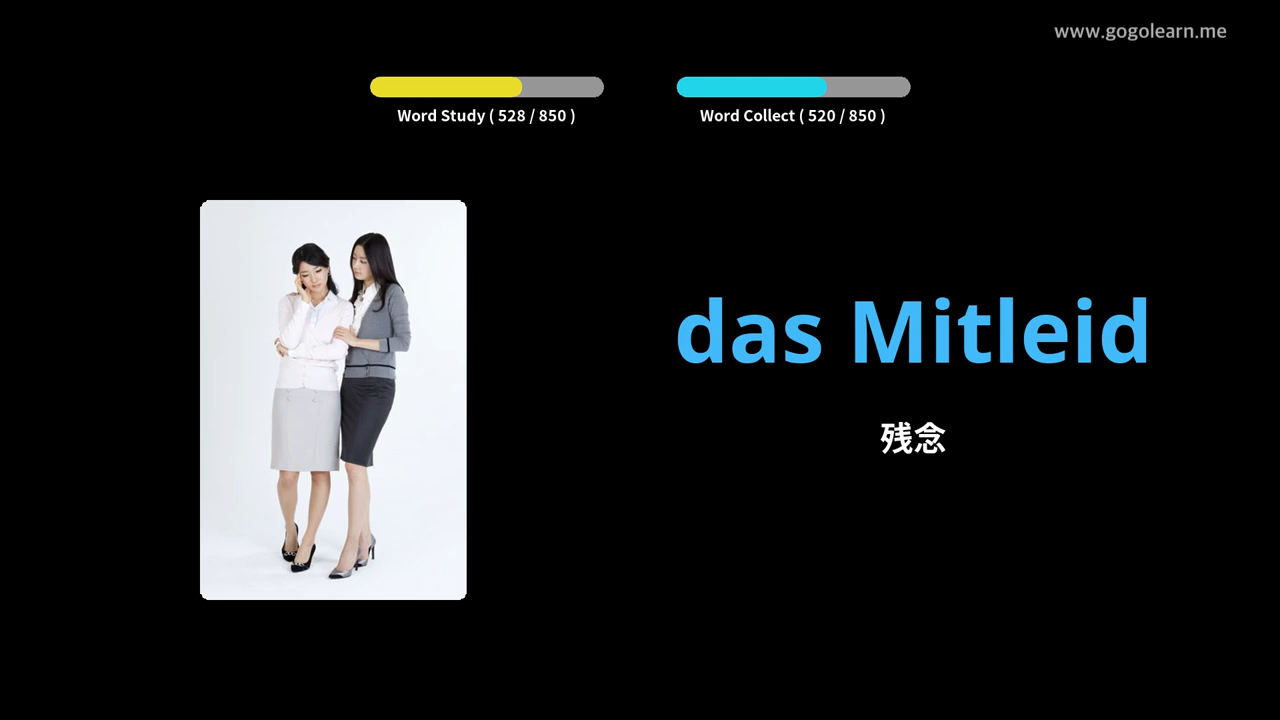 www.gogolearn.me
Word Study ( 528 / 850 )
Word Collect ( 520 / 850 )
das Mitleid
残念